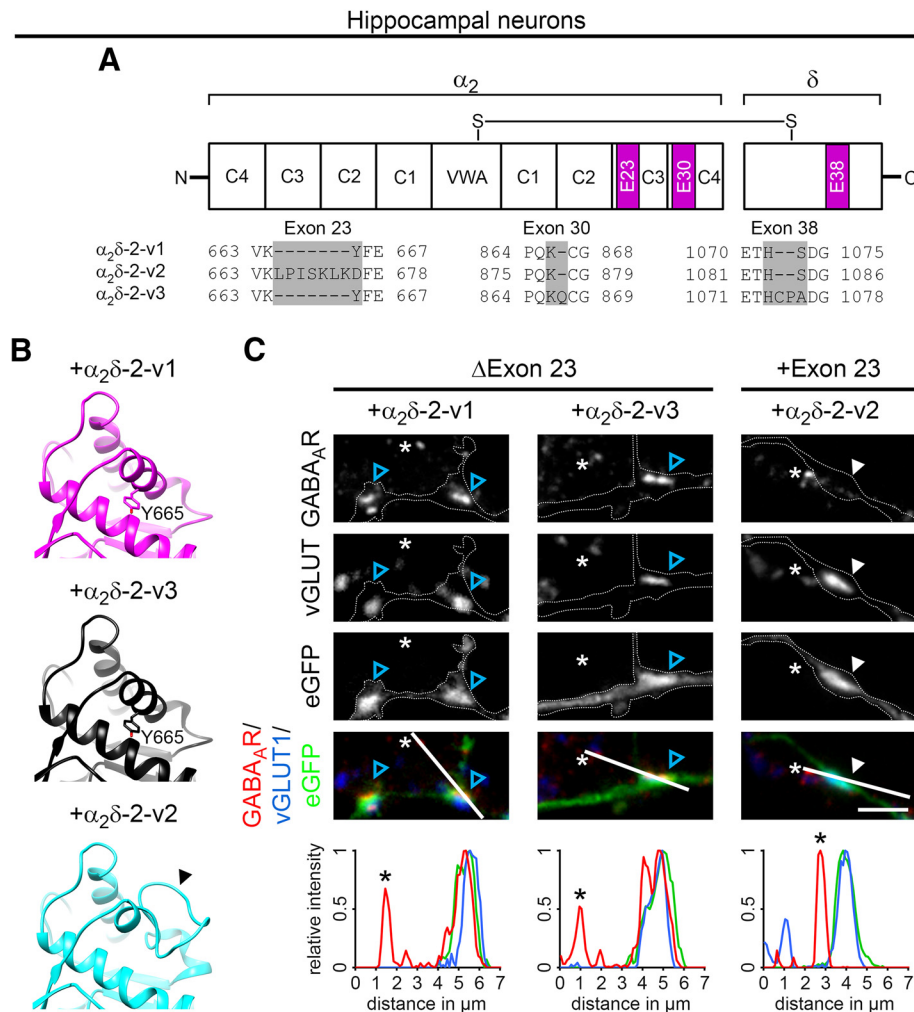 Hippocampal neurons
A
α2 δ
S S
N C4 C3 C2 C1 VWA C1 C2 E23 C3 E30 C4 E38 C
Exon 23 Exon 30 Exon 38
α2δ-2-v1 663 VK-------YFE 667 864 PQK-CG 868 1070 ETH--SDG 1075
α2δ-2-v2 663 VKLPISKLKDFE 678 875 PQK-CG 879 1081 ETH--SDG 1086
α2δ-2-v3 663 VK-------YFE 667 864 PQKQCG 869 1071 ETHCPADG 1078
B
+α2δ-2-v1
Y665
+α2δ-2-v3
Y665
+α2δ-2-v2
C
ΔExon 23 +Exon 23
+α2δ-2-v1 +α2δ-2-v3 +α2δ-2-v2
GABAAR
* * *
vGLUT
* * *
eGFP
* * *
GABAAR/
vGLUT1/
eGFP
* * *
relative intensity
1 1 1
* * *
0.5 0.5 0.5
0 0 0
0 1 2 3 4 5 6 7 0 1 2 3 4 5 6 7 0 1 2 3 4 5 6 7
distance in µm distance in µm distance in µm